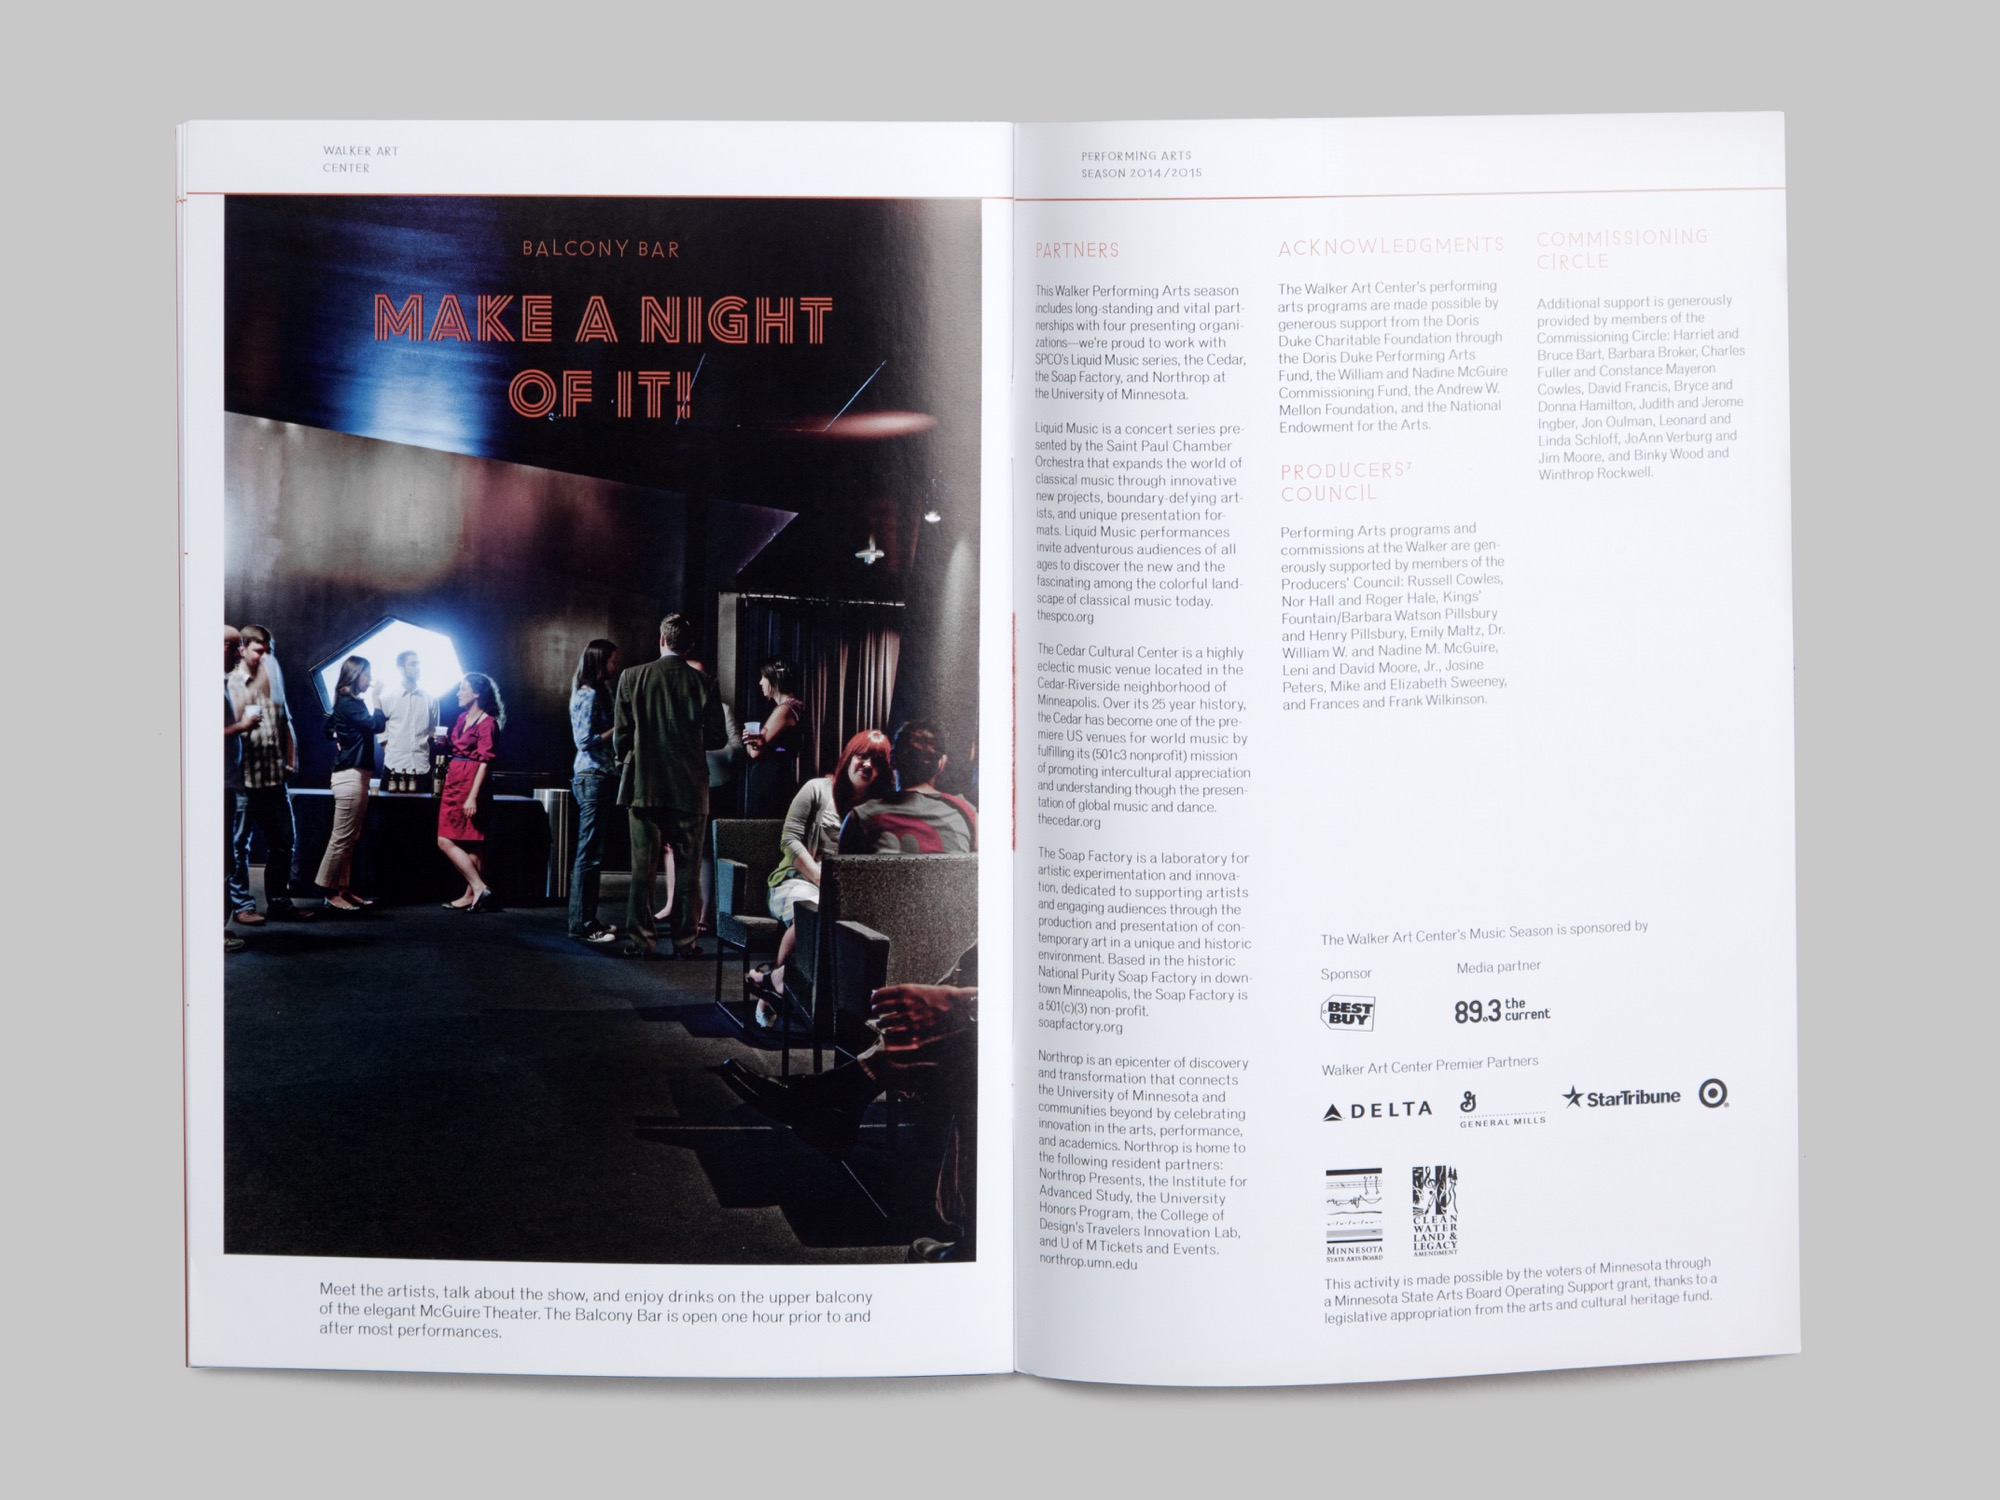 WALKER ART
CENTER
BALCONY BAR
MAKE A NIGHT
OF IT!
Meet the artists, talk about the show, and enjoy drinks on the upper balcony
of the elegant McGuire Theater. The Balcony Bar is open one hour prior to and
after most performances.
PERFORMING ARTS
SEASON 2014/2015
PARTNERS
This Walker Performing Arts season
includes long-standing and vital part-
nerships with four presenting organi-
zations—we're proud to work with
SPCO's Liquid Music series, the Cedar,
the Soap Factory, and Northrop at
the University of Minnesota.
Liquid Music is a concert series pre-
sented by the Saint Paul Chamber
Orchestra that expands the world of
classical music through innovative
new projects, boundary-defying art-
ists, and unique presentation for-
mats. Liquid Music performances
invite adventurous audiences of all
ages to discover the new and the
fascinating among the colorful land-
scape of classical music today.
thespco.org
The Cedar Cultural Center is a highly
eclectic music venue located in the
Cedar-Riverside neighborhood of
Minneapolis. Over its 25 year history,
the Cedar has become one of the pre-
miere US venues for world music by
fulfilling its (501c3 nonprofit) mission
of promoting intercultural appreciation
and understanding though the presen-
tation of global music and dance.
thecedar.org
The Soap Factory is a laboratory for
artistic experimentation and innova-
tion, dedicated to supporting artists
and engaging audiences through the
production and presentation of con-
temporary art in a unique and historic
environment. Based in the historic
National Purity Soap Factory in down-
town Minneapolis, the Soap Factory is
a 501(c)(3) non-profit.
soapfactory.org
Northrop is an epicenter of discovery
and transformation that connects
the University of Minnesota and
communities beyond by celebrating
innovation in the arts, performance,
and academics. Northrop is home to
the following resident partners:
Northrop Presents, the Institute for
Advanced Study, the University
Honors Program, the College of
Design's Travelers Innovation Lab,
and U of M Tickets and Events.
northrop.umn.edu
ACKNOWLEDGMENTS
The Walker Art Center's performing
arts programs are made possible by
generous support from the Doris
Duke Charitable Foundation through
the Doris Duke Performing Arts
Fund, the William and Nadine McGuire
Commissioning Fund, the Andrew W.
Mellon Foundation, and the National
Endowment for the Arts.
PRODUCERS'
COUNCIL
Performing Arts programs and
commissions at the Walker are gen-
erously supported by members of the
Producers' Council: Russell Cowles,
Nor Hall and Roger Hale, Kings'
Fountain/Barbara Watson Pillsbury
and Henry Pillsbury, Emily Maltz, Dr.
William W. and Nadine M. McGuire,
Leni and David Moore, Jr., Josine
Peters, Mike and Elizabeth Sweeney,
and Frances and Frank Wilkinson.
COMMISSIONING
CIRCLE
Additional support is generously
provided by members of the
Commissioning Circle: Harriet and
Bruce Bart, Barbara Broker, Charles
Fuller and Constance Mayeron
Cowles, David Francis, Bryce and
Donna Hamilton, Judith and Jerome
Ingber, Jon Oulman, Leonard and
Linda Schloff, JoAnn Verburg and
Jim Moore, and Binky Wood and
Winthrop Rockwell.
The Walker Art Center's Music Season is sponsored by
Sponsor
Media partner
BEST
BUY
89.3 the
current
Walker Art Center Premier Partners
DELTA
GENERAL MILLS
StarTribune
MINNESOTA
STATE ARTS BOARD
CLEAN
WATER
LAND &
LEGACY
AMENDMENT
This activity is made possible by the voters of Minnesota through
a Minnesota State Arts Board Operating Support grant, thanks to a
legislative appropriation from the arts and cultural heritage fund.